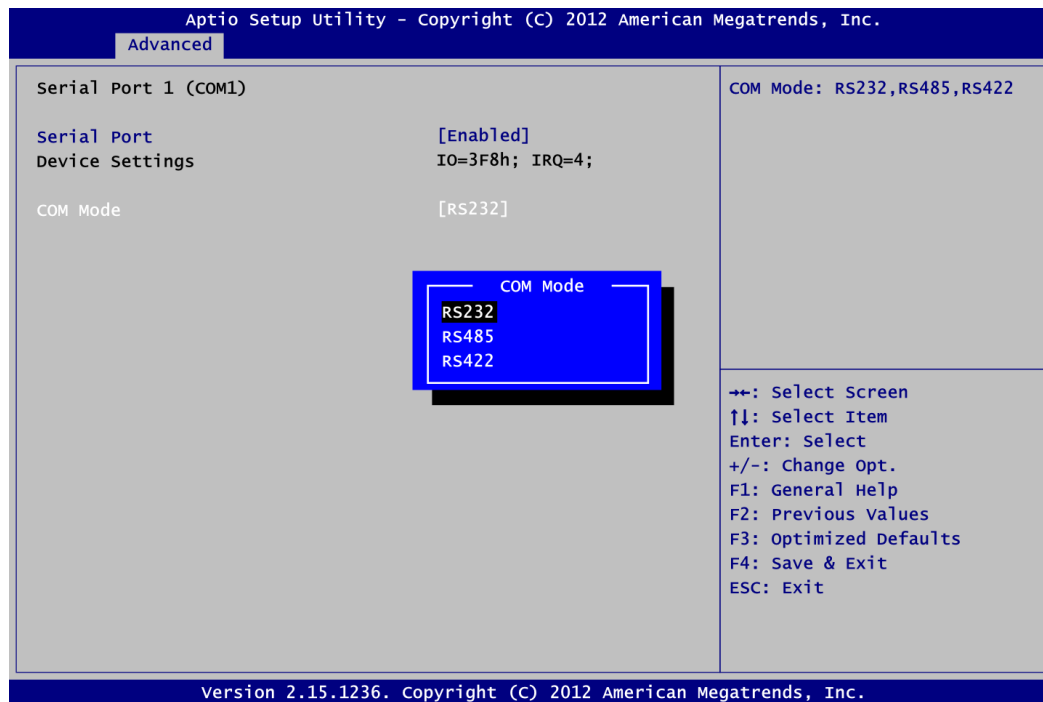 Aptio Setup Utility – Copyright (C) 2012 American Megatrends, Inc.
Advanced
Serial Port 1 (COM1)
Serial Port [Enabled]
Device Settings IO=3F8h; IRQ=4;
COM Mode [RS232]
COM Mode
RS232
RS485
RS422
COM Mode: RS232,RS485,RS422
→←: Select Screen
↑↓: Select Item
Enter: Select
+/-: Change Opt.
F1: General Help
F2: Previous Values
F3: Optimized Defaults
F4: Save & Exit
ESC: Exit
Version 2.15.1236. Copyright (C) 2012 American Megatrends, Inc.